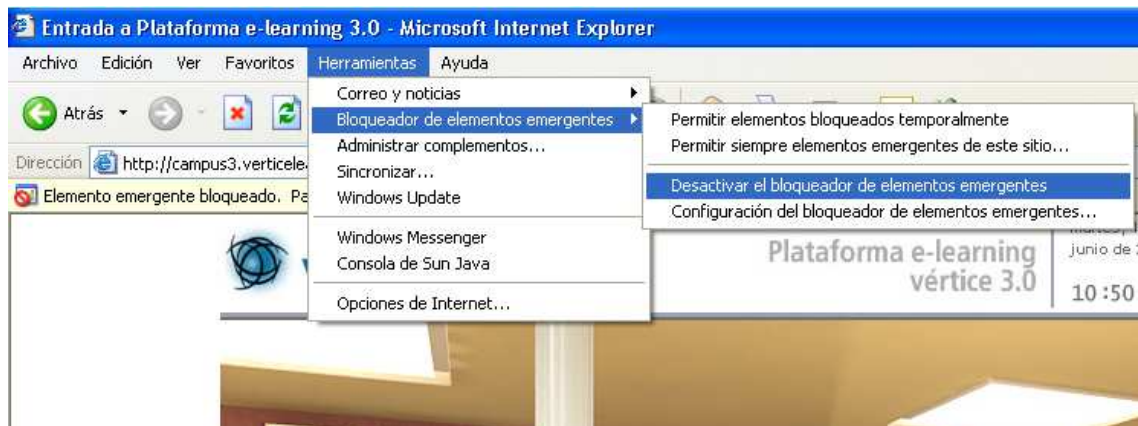 Entrada a Plataforma e-learning 3.0 - Microsoft Internet Explorer
Archivo Edición Ver Favoritos Herramientas Ayuda
Atrás
Correo y noticias
Bloqueador de elementos emergentes
Administrar complementos...
Sincronizar...
Windows Update
Windows Messenger
Consola de Sun Java
Opciones de Internet...
Permitir elementos bloqueados temporalmente
Permitir siempre elementos emergentes de este sitio...
Desactivar el bloqueador de elementos emergentes
Configuración del bloqueador de elementos emergentes...
Dirección http://campus3.verticele
Elemento emergente bloqueado.
Plataforma e-learning
vértice 3.0
junio de
10:50